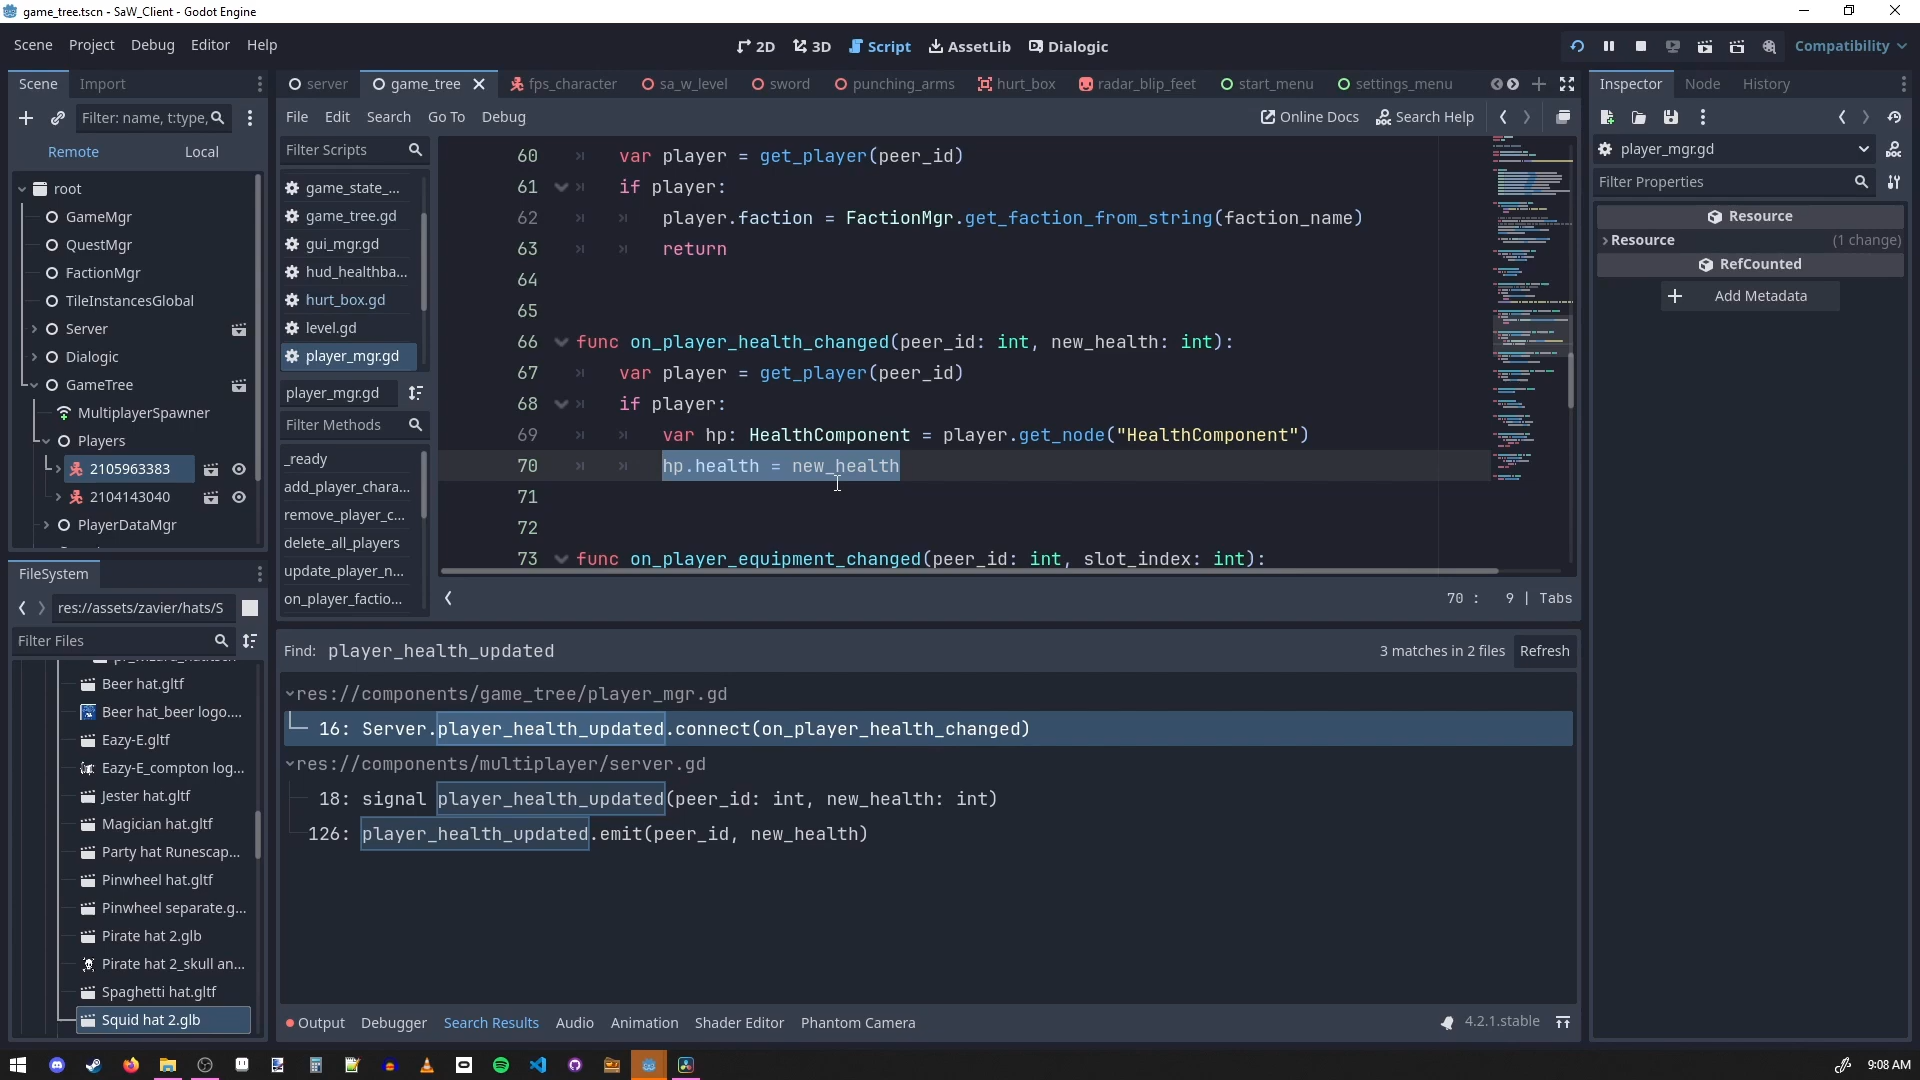 game_tree.tscn - SaW_Client - Godot Engine
Scene Project Debug Editor Help
2D 3D Script AssetLib Dialogic
Compatibility
Scene Import
Filter: name, t:type,
Remote Local
root
GameMgr
QuestMgr
FactionMgr
TileInstancesGlobal
Server
Dialogic
GameTree
MultiplayerSpawner
Players
2105963383
2104143040
PlayerDataMgr
FileSystem
res://assets/zavier/hats/S
Filter Files
Beer hat.gltf
Beer hat_beer logo....
Eazy-E.gltf
Eazy-E_compton log...
Jester hat.gltf
Magician hat.gltf
Party hat Runescap...
Pinwheel hat.gltf
Pinwheel separate.g...
Pirate hat 2.glb
Pirate hat 2_skull an...
Spaghetti hat.gltf
Squid hat 2.glb
server game_tree fps_character sa_w_level sword punching_arms hurt_box radar_blip_feet start_menu settings_menu
File Edit Search Go To Debug
Online Docs Search Help
Filter Scripts
game_state_...
game_tree.gd
gui_mgr.gd
hud_healthba...
hurt_box.gd
level.gd
player_mgr.gd
player_mgr.gd
Filter Methods
_ready
add_player_chara...
remove_player_c...
delete_all_players
update_player_n...
on_player_factio...
60 var player = get_player(peer_id)
61 if player:
62 player.faction = FactionMgr.get_faction_from_string(faction_name)
63 return
64
65
66 func on_player_health_changed(peer_id: int, new_health: int):
67 var player = get_player(peer_id)
68 if player:
69 var hp: HealthComponent = player.get_node("HealthComponent")
70 hp.health = new_health
71
72
73 func on_player_equipment_changed(peer_id: int, slot_index: int):
70 : 9 | Tabs
Find: player_health_updated
3 matches in 2 files Refresh
res://components/game_tree/player_mgr.gd
16: Server.player_health_updated.connect(on_player_health_changed)
res://components/multiplayer/server.gd
18: signal player_health_updated(peer_id: int, new_health: int)
126: player_health_updated.emit(peer_id, new_health)
Output Debugger Search Results Audio Animation Shader Editor Phantom Camera
4.2.1.stable
Inspector Node History
player_mgr.gd
Filter Properties
Resource
Resource (1 change)
RefCounted
Add Metadata
9:08 AM